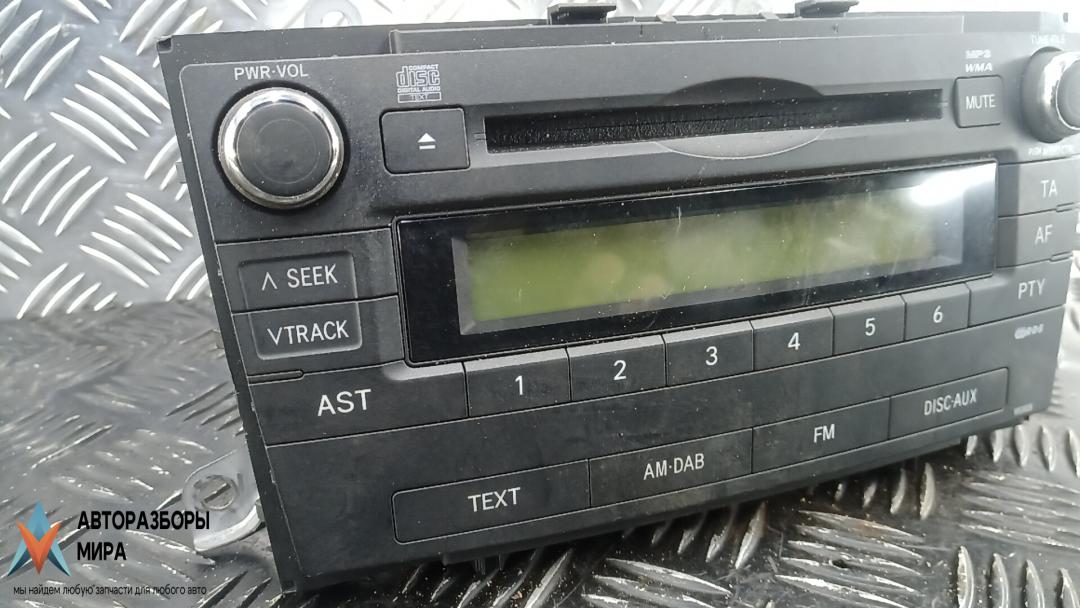 PWR·VOL
COMPACT
disc
DIGITAL AUDIO
TEXT
MP3
WMA
MUTE
TA
AF
PTY
∧ SEEK
∨TRACK
AST
1
2
3
4
5
6
TEXT
AM·DAB
FM
DISC·AUX
АВТОРАЗБОРЫ
МИРА
мы найдем любую запчасти для любого авто